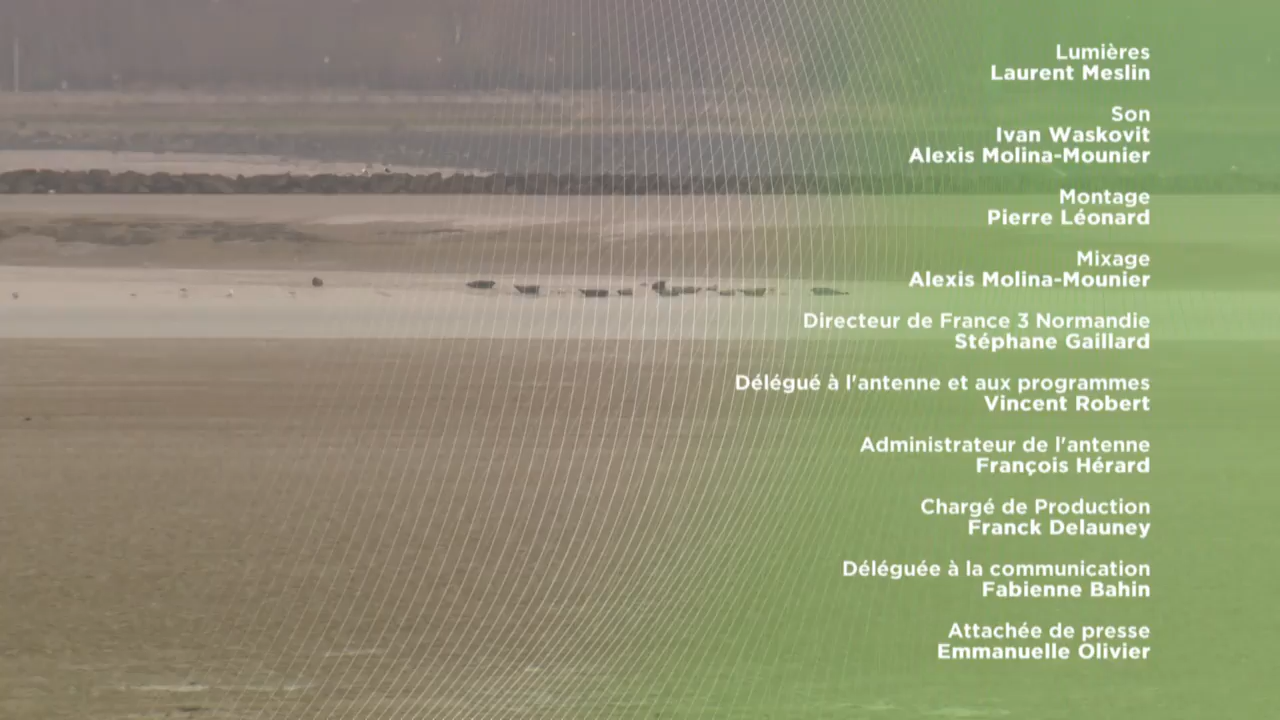 Lumières
Laurent Meslin
Son
Ivan Waskovit
Alexis Molina-Mounier
Montage
Pierre Léonard
Mixage
Alexis Molina-Mounier
Directeur de France 3 Normandie
Stéphane Gaillard
Délégué à l'antenne et aux programmes
Vincent Robert
Administrateur de l'antenne
François Hérard
Chargé de Production
Franck Delauney
Déléguée à la communication
Fabienne Bahin
Attachée de presse
Emmanuelle Olivier